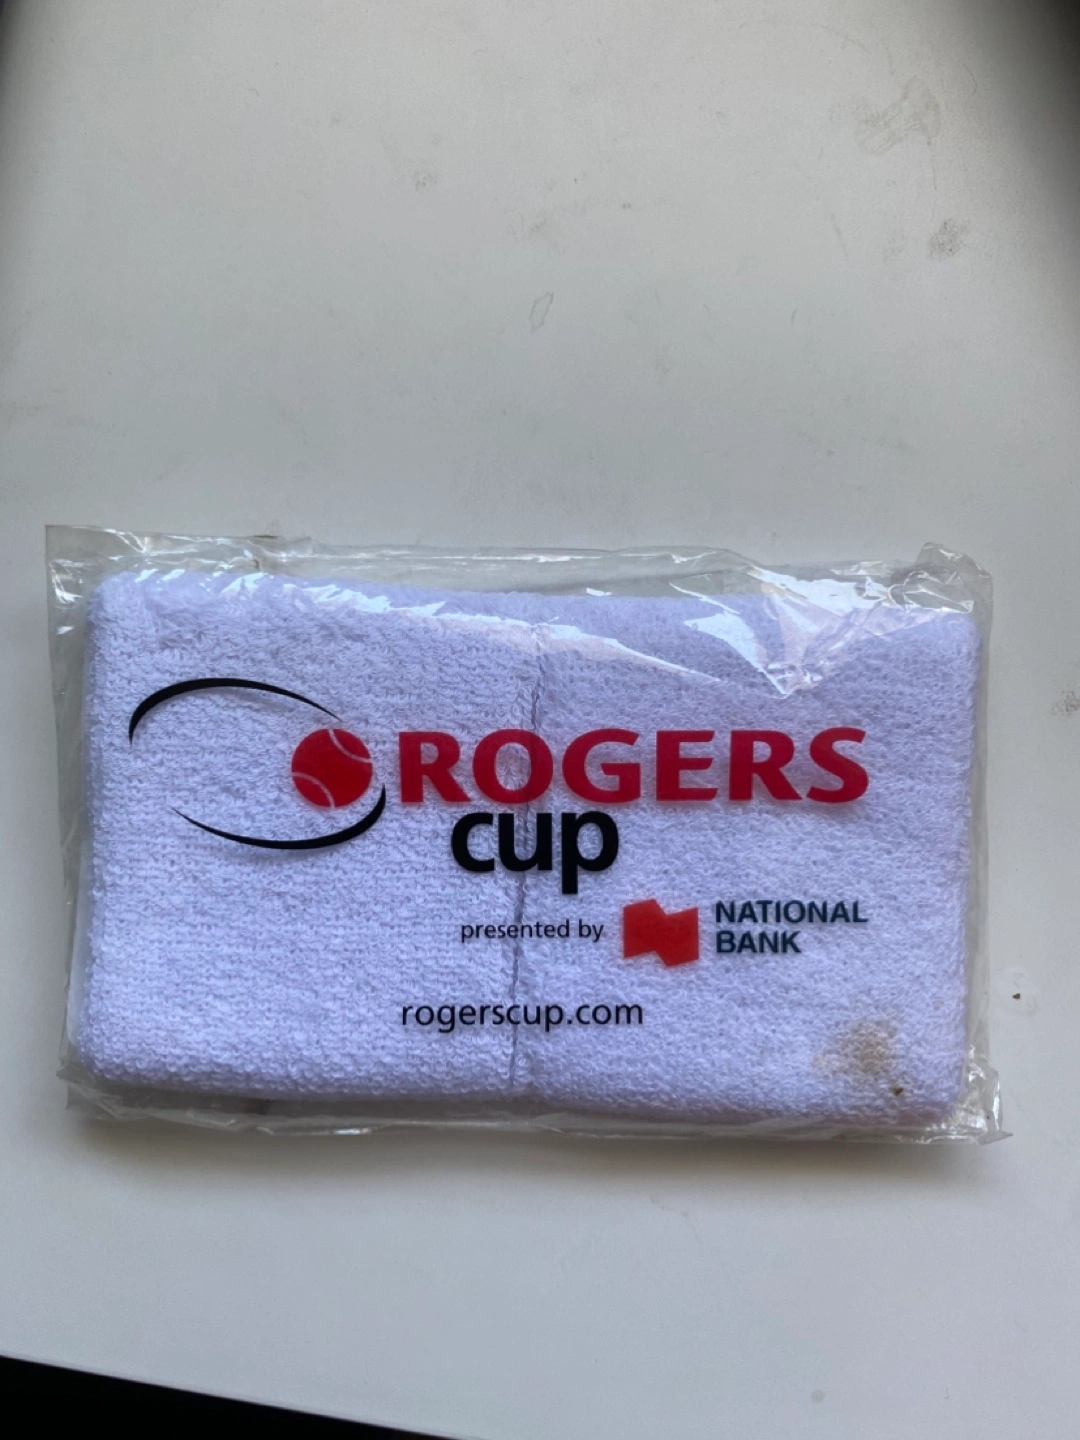 ROGERS
cup
presented by NATIONAL
BANK
rogerscup.com